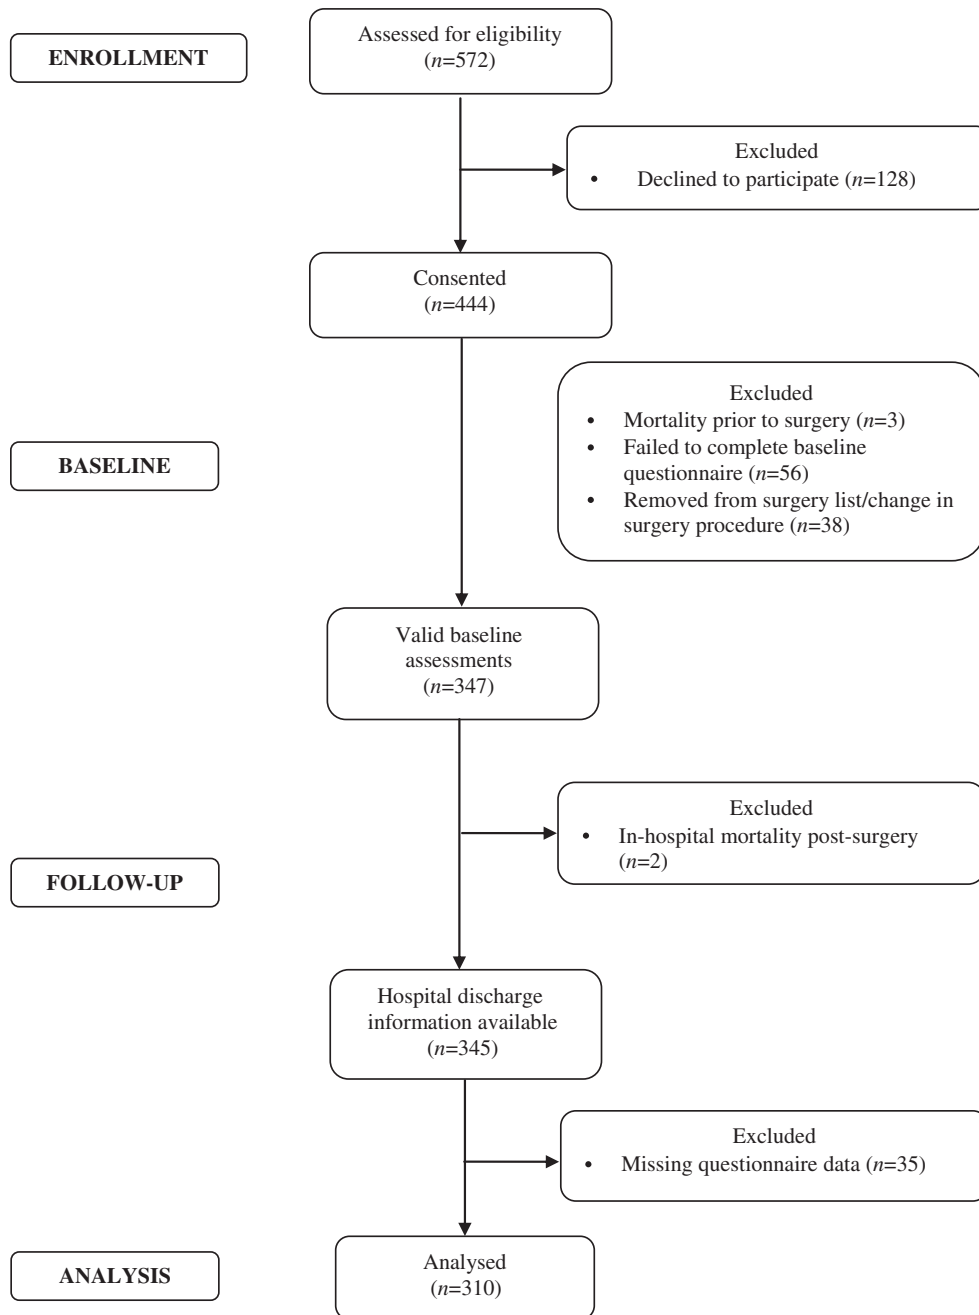 Assessed for eligibility
(n=572)
ENROLLMENT
Excluded
• Declined to participate (n=128)
Consented
(n=444)
Excluded
• Mortality prior to surgery (n=3)
• Failed to complete baseline
questionnaire (n=56)
• Removed from surgery list/change in
surgery procedure (n=38)
BASELINE
Valid baseline
assessments
(n=347)
Excluded
• In-hospital mortality post-surgery
(n=2)
FOLLOW-UP
Hospital discharge
information available
(n=345)
Excluded
• Missing questionnaire data (n=35)
Analysed
(n=310)
ANALYSIS